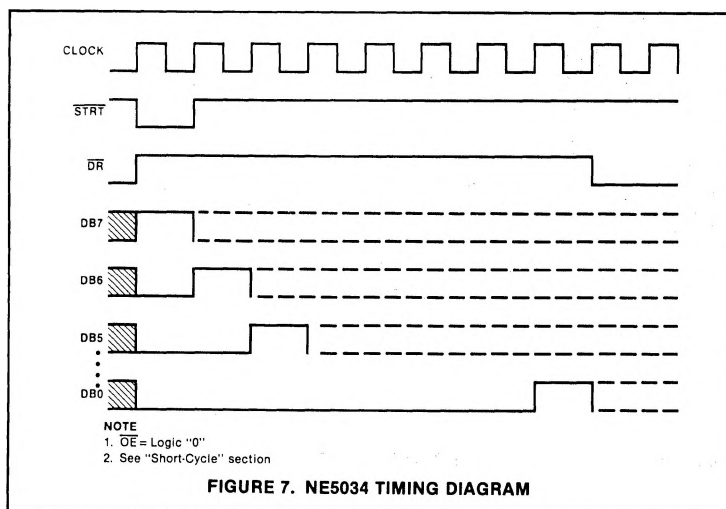 CLOCK
STRT
DR
DB7
DB6
DB5
DB0
NOTE
1. OE = Logic "0"
2. See "Short-Cycle" section
FIGURE 7. NE5034 TIMING DIAGRAM